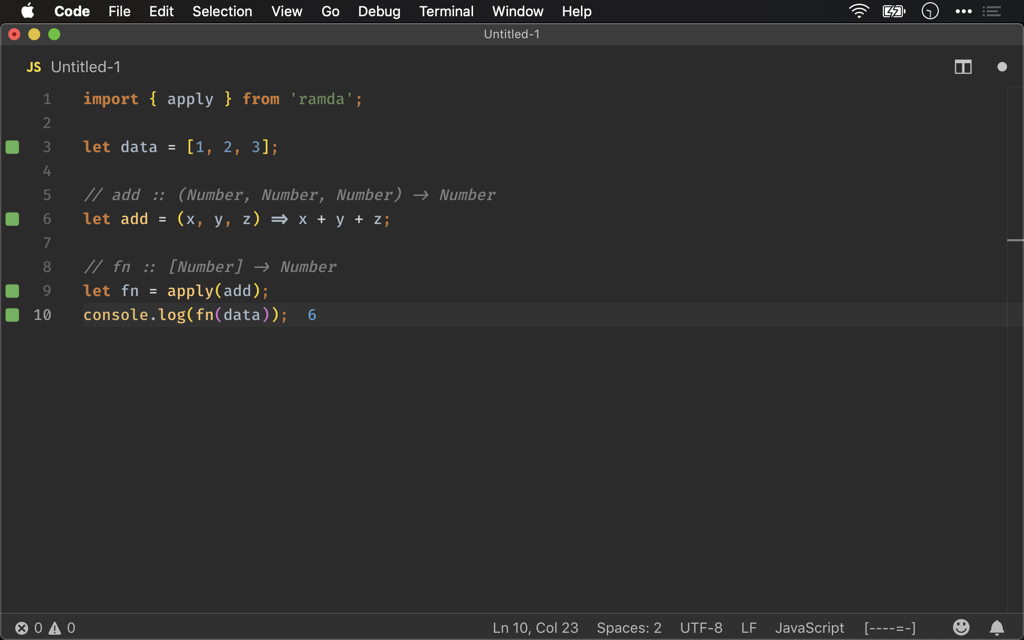 Code File Edit Selection View Go Debug Terminal Window Help
Untitled-1
JS Untitled-1
1 import { apply } from 'ramda';
2
3 let data = [1, 2, 3];
4
5 // add :: (Number, Number, Number) → Number
6 let add = (x, y, z) ⇒ x + y + z;
7
8 // fn :: [Number] → Number
9 let fn = apply(add);
10 console.log(fn(data)); 6
0 0 Ln 10, Col 23 Spaces: 2 UTF-8 LF JavaScript [----=-]